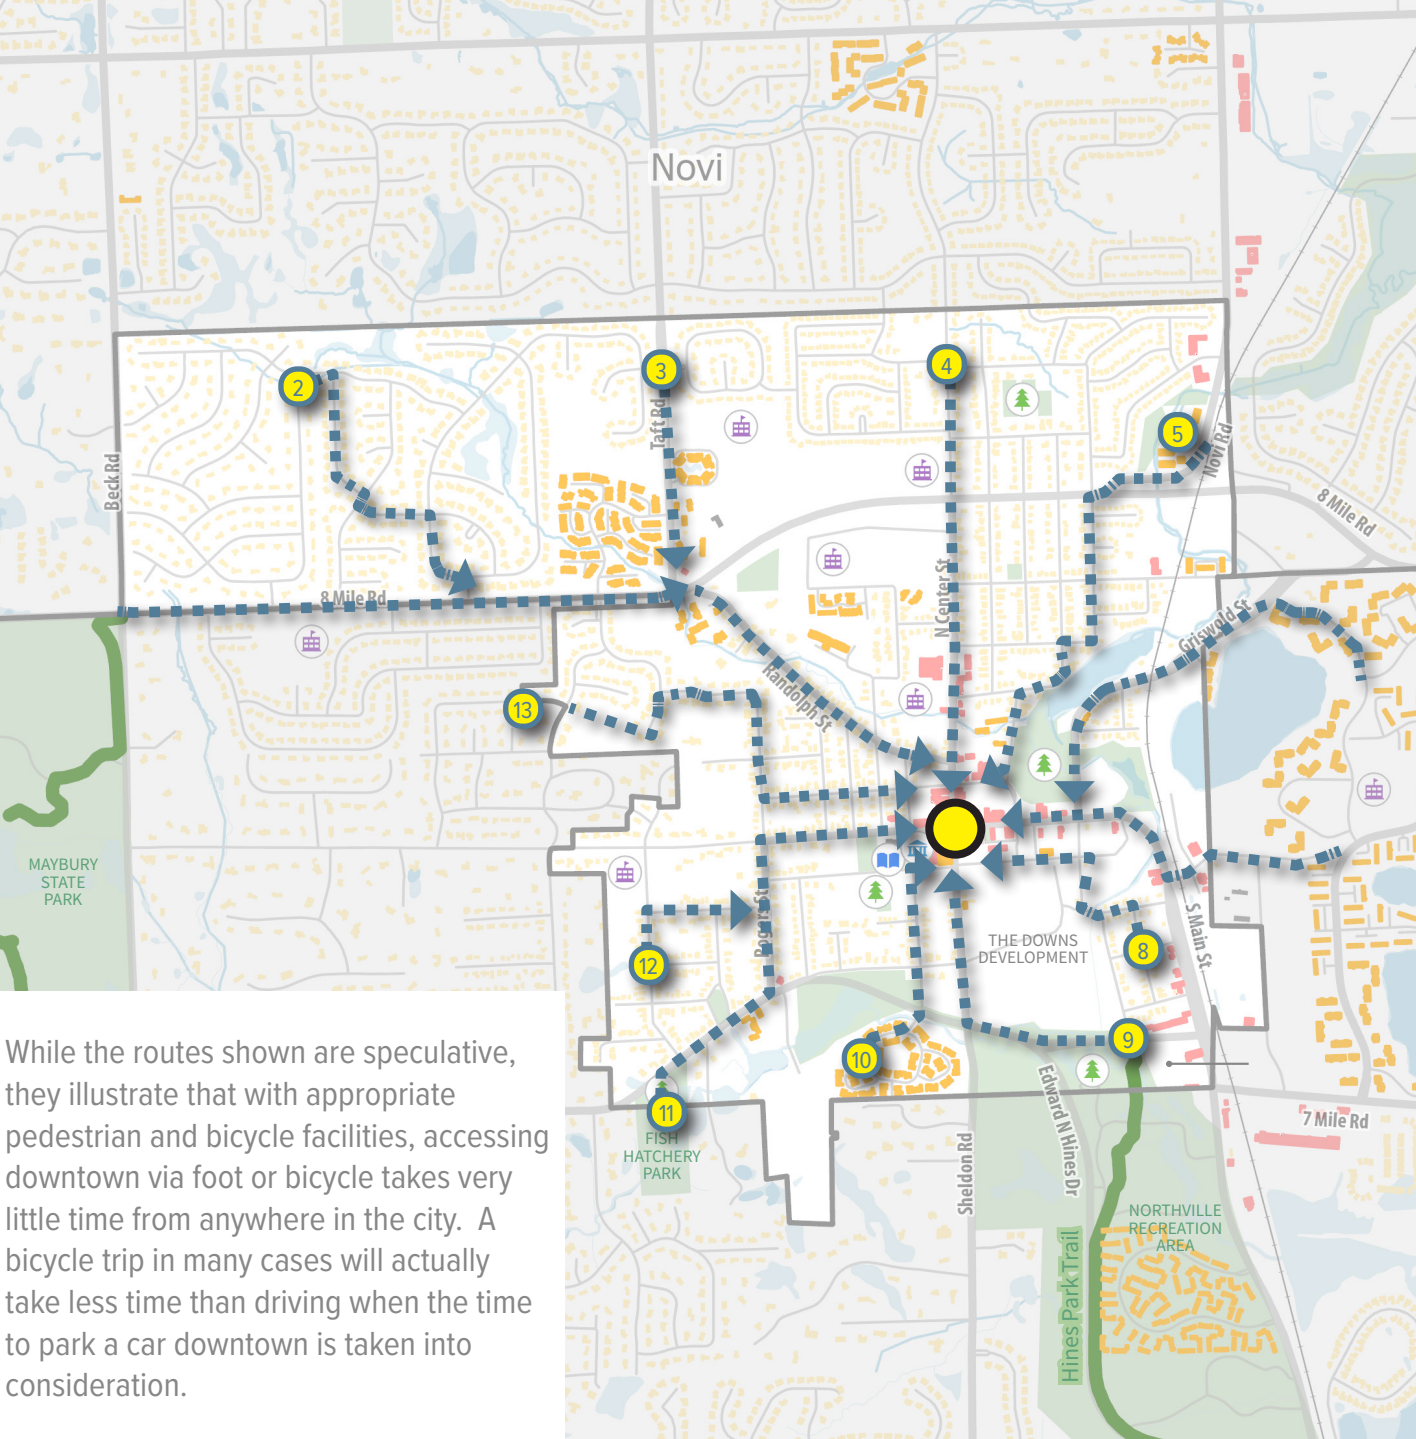 Novi
2
3
4
5
Taft Rd
Beck Rd
Novi Rd
8 Mile Rd
8 Mile Rd
N Center St
Griswold St
13
Randolph St
MAYBURY
STATE
PARK
Rogers St
12
THE DOWNS
DEVELOPMENT
8
S Main St
9
10
11
FISH
HATCHERY
PARK
Edward N Hines Dr
7 Mile Rd
Sheldon Rd
NORTHVILLE
RECREATION
AREA
Hines Park Trail
While the routes shown are speculative,
they illustrate that with appropriate
pedestrian and bicycle facilities, accessing
downtown via foot or bicycle takes very
little time from anywhere in the city.  A
bicycle trip in many cases will actually
take less time than driving when the time
to park a car downtown is taken into
consideration.